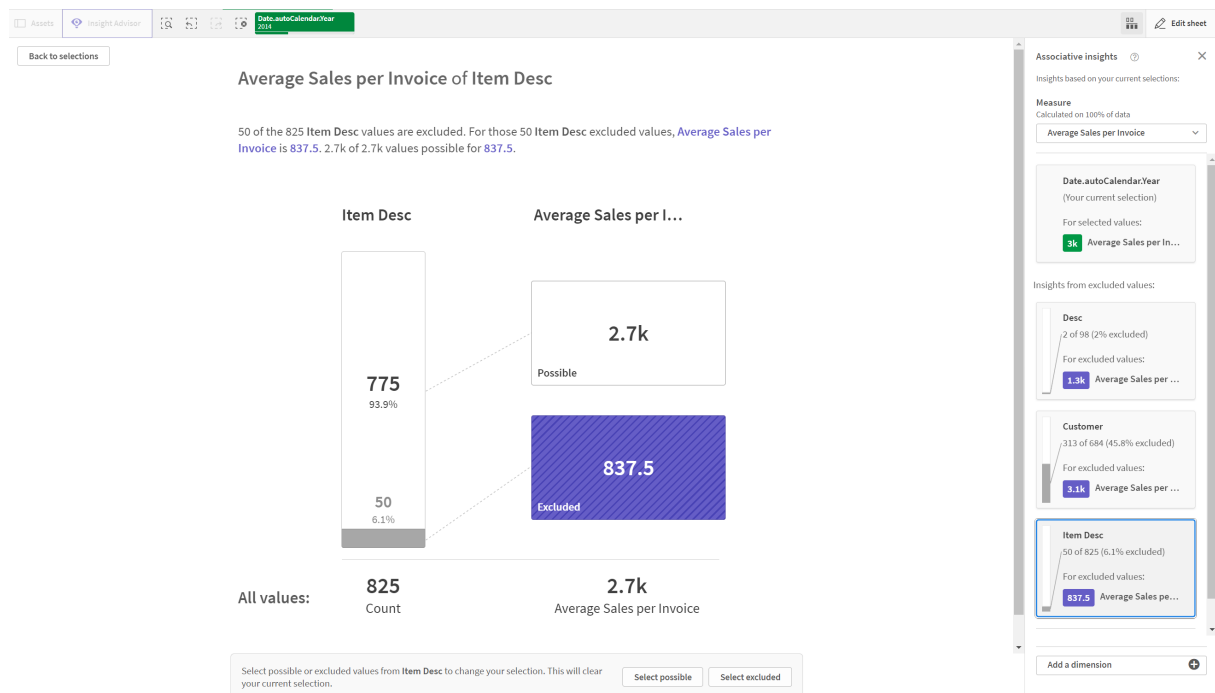 Assets
Insight Advisor
Date.autoCalendar.Year
2014
Edit sheet
Back to selections
Average Sales per Invoice of Item Desc
50 of the 825 Item Desc values are excluded. For those 50 Item Desc excluded values, Average Sales per
Invoice is 837.5. 2.7k of 2.7k values possible for 837.5.
Item Desc
Average Sales per I...
775
93.9%
50
6.1%
2.7k
Possible
837.5
Excluded
All values:
825
Count
2.7k
Average Sales per Invoice
Select possible or excluded values from Item Desc to change your selection. This will clear
your current selection.
Select possible
Select excluded
Associative insights
Insights based on your current selections:
Measure
Calculated on 100% of data
Average Sales per Invoice
Date.autoCalendar.Year
(Your current selection)
For selected values:
3k Average Sales per In...
Insights from excluded values:
Desc
2 of 98 (2% excluded)
For excluded values:
1.3k Average Sales per ...
Customer
313 of 684 (45.8% excluded)
For excluded values:
3.1k Average Sales per ...
Item Desc
50 of 825 (6.1% excluded)
For excluded values:
837.5 Average Sales pe...
Add a dimension